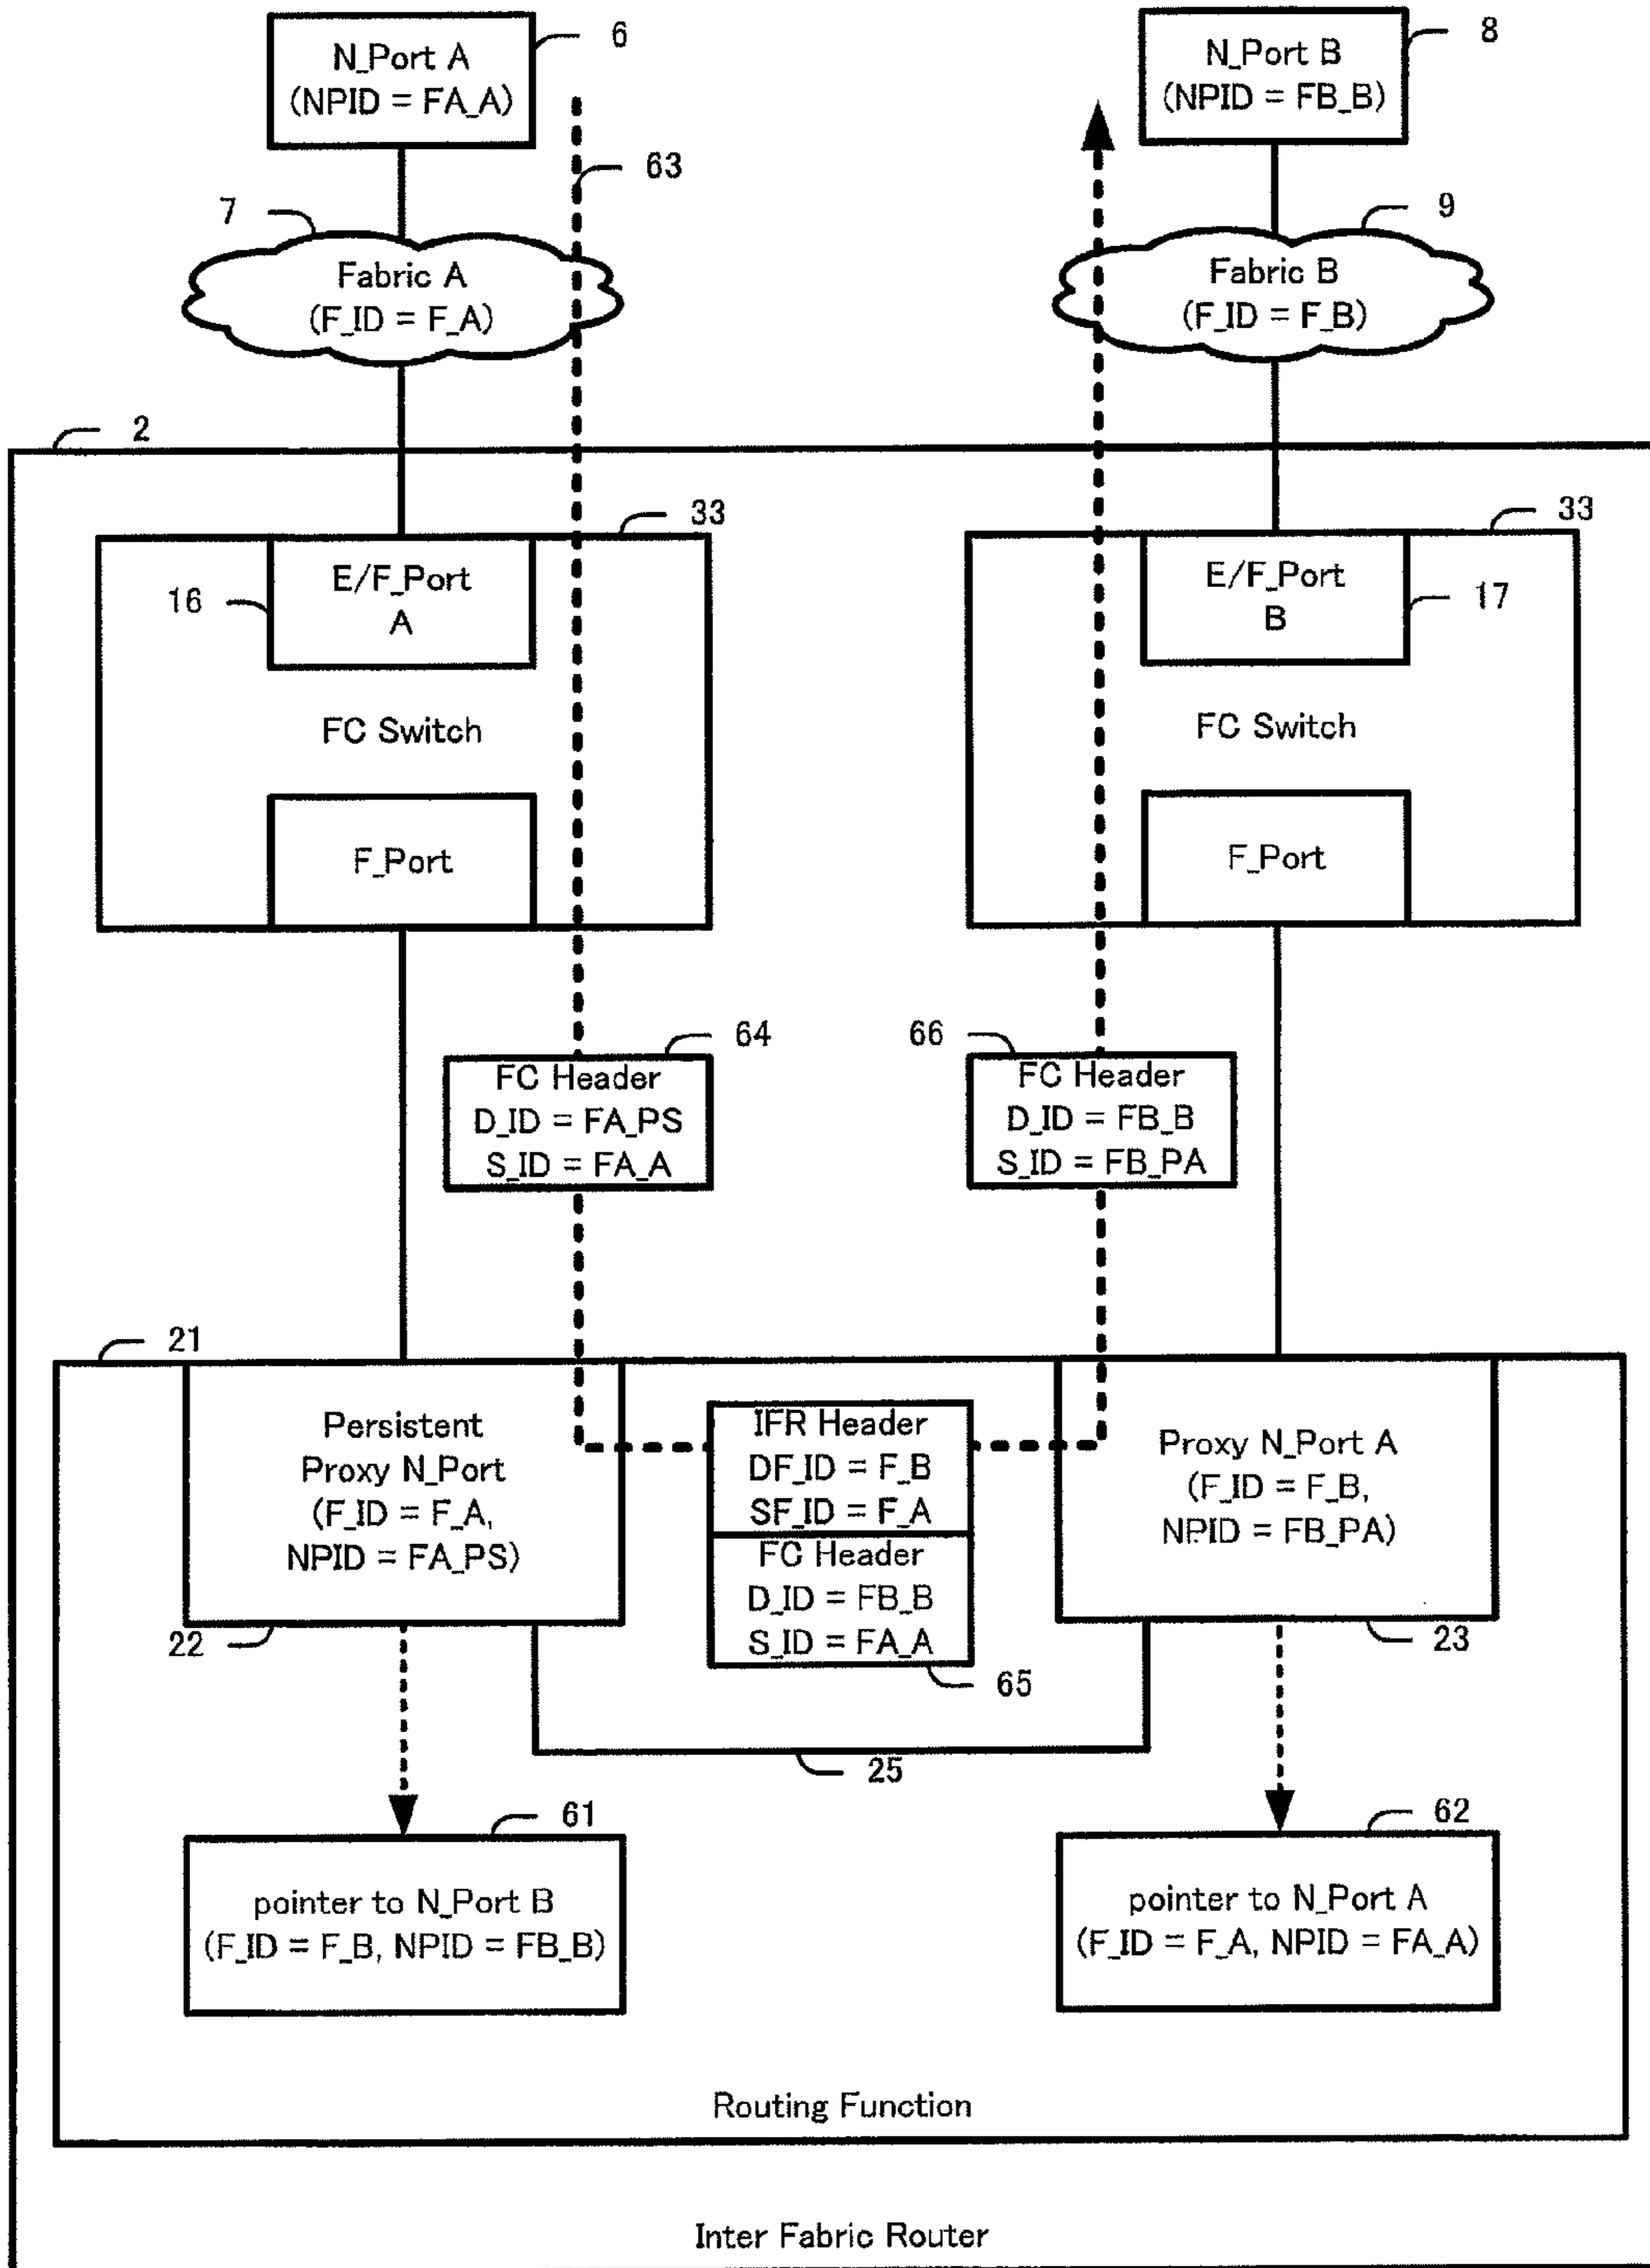 N_Port A
(NPID = FA_A)
6
N_Port B
(NPID = FB_B)
8
63
7
Fabric A
(F_ID = F_A)
9
Fabric B
(F_ID = F_B)
2
33
E/F_Port
A
16
FC Switch
F_Port
33
E/F_Port
B
17
FC Switch
F_Port
64
FC Header
D_ID = FA_PS
S_ID = FA_A
66
FC Header
D_ID = FB_B
S_ID = FB_PA
21
Persistent
Proxy N_Port
(F_ID = F_A,
NPID = FA_PS)
22
IFR Header
DF_ID = F_B
SF_ID = F_A
FC Header
D_ID = FB_B
S_ID = FA_A
65
Proxy N_Port A
(F_ID = F_B,
NPID = FB_PA)
23
25
61
pointer to N_Port B
(F_ID = F_B, NPID = FB_B)
62
pointer to N_Port A
(F_ID = F_A, NPID = FA_A)
Routing Function
Inter Fabric Router